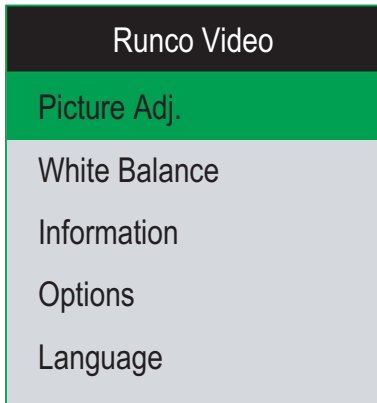 Runco Video
Picture Adj.
White Balance
Information
Options
Language